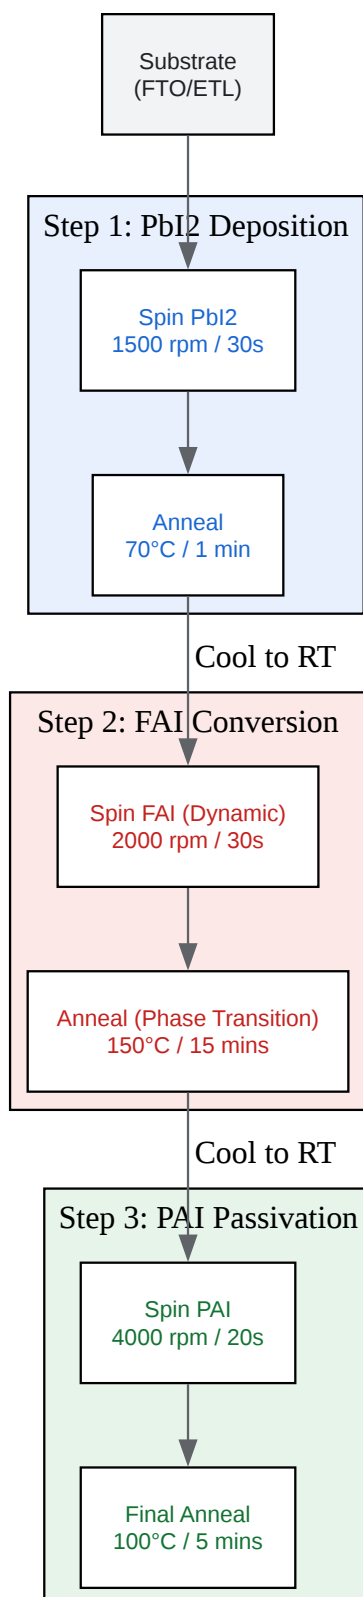 Substrate
(FTO/ETL)
Step 1: PbI2 Deposition
Spin PbI2
1500 rpm / 30s
Anneal
70°C / 1 min
Cool to RT
Step 2: FAI Conversion
Spin FAI (Dynamic)
2000 rpm / 30s
Anneal (Phase Transition)
150°C / 15 mins
Cool to RT
Step 3: PAI Passivation
Spin PAI
4000 rpm / 20s
Final Anneal
100°C / 5 mins